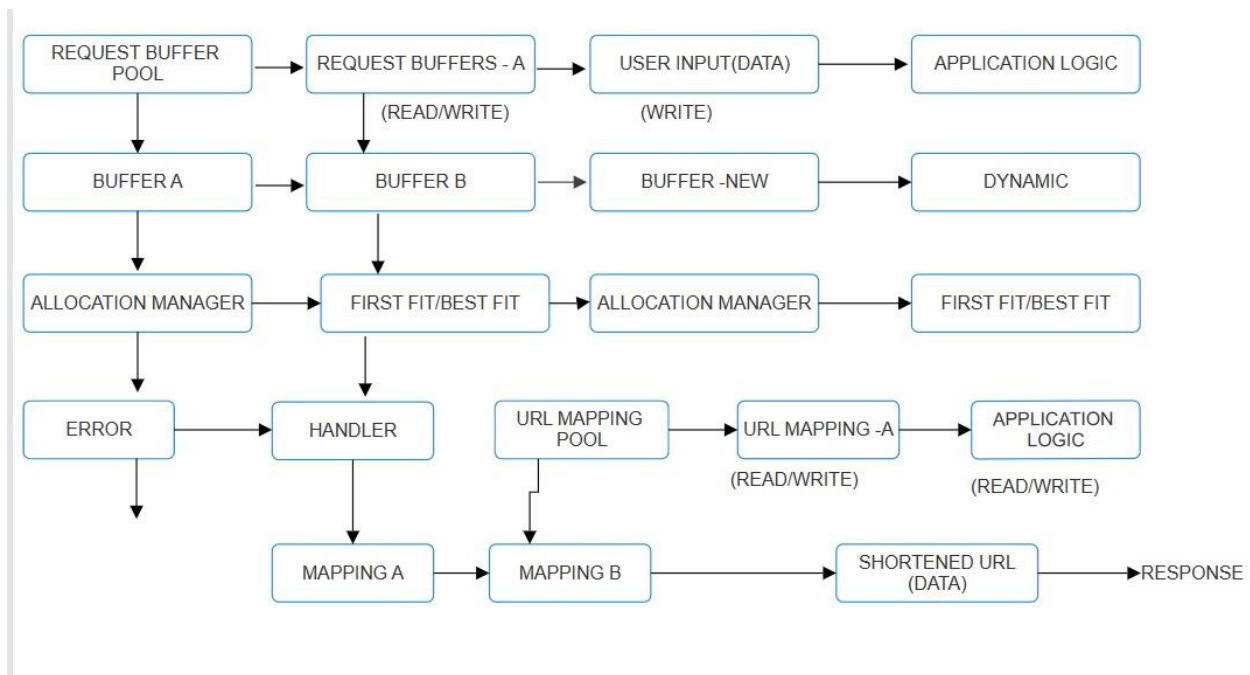 REQUEST BUFFER
POOL
REQUEST BUFFERS - A
USER INPUT(DATA)
APPLICATION LOGIC
(READ/WRITE)
(WRITE)
BUFFER A
BUFFER B
BUFFER -NEW
DYNAMIC
ALLOCATION MANAGER
FIRST FIT/BEST FIT
ALLOCATION MANAGER
FIRST FIT/BEST FIT
ERROR
HANDLER
URL MAPPING
POOL
URL MAPPING -A
APPLICATION
LOGIC
(READ/WRITE)
(READ/WRITE)
MAPPING A
MAPPING B
SHORTENED URL
(DATA)
RESPONSE